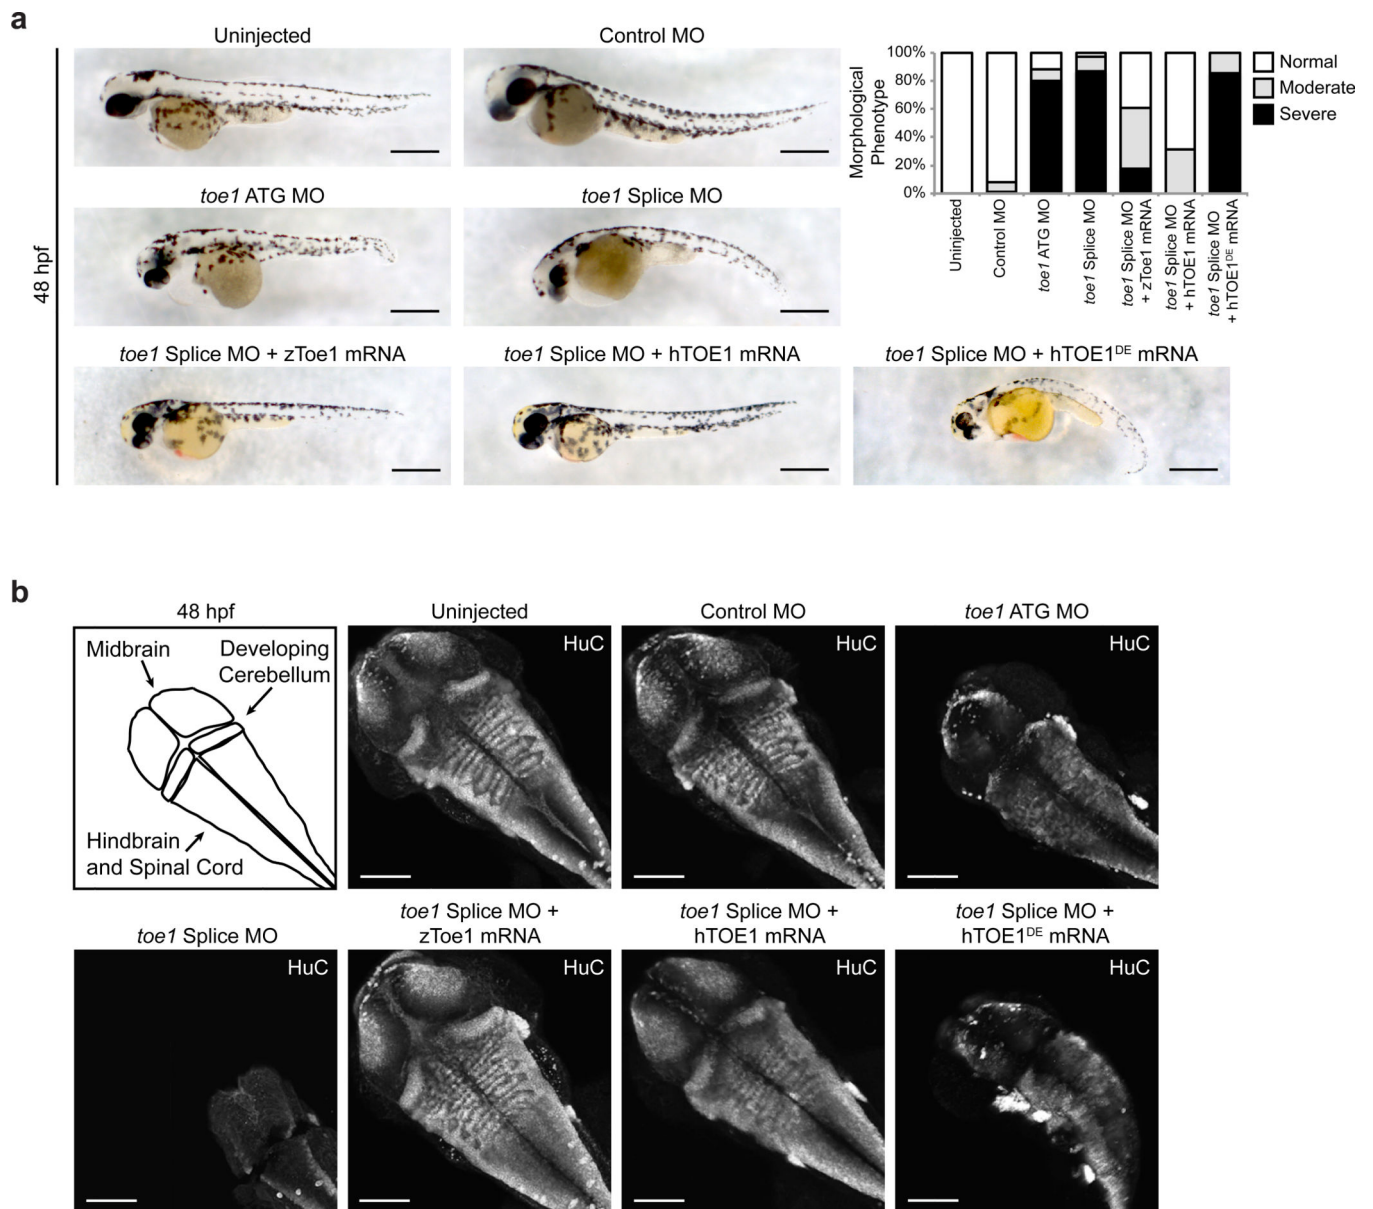 a
Uninjected
Control MO
toe1 ATG MO
toe1 Splice MO
48 hpf
toe1 Splice MO + zToe1 mRNA
toe1 Splice MO + hTOE1 mRNA
toe1 Splice MO + hTOE1ᴰᴱ mRNA
Morphological
Phenotype
100%
80%
60%
40%
20%
0%
Normal
Moderate
Severe
Uninjected
Control MO
toe1 ATG MO
toe1 Splice MO
toe1 Splice MO
+ zToe1 mRNA
toe1 Splice MO
+ hTOE1 mRNA
toe1 Splice MO
+ hTOE1ᴰᴱ mRNA
b
48 hpf
Midbrain
Developing
Cerebellum
Hindbrain
and Spinal Cord
Uninjected
HuC
Control MO
HuC
toe1 ATG MO
HuC
toe1 Splice MO
HuC
toe1 Splice MO +
zToe1 mRNA
HuC
toe1 Splice MO +
hTOE1 mRNA
HuC
toe1 Splice MO +
hTOE1ᴰᴱ mRNA
HuC